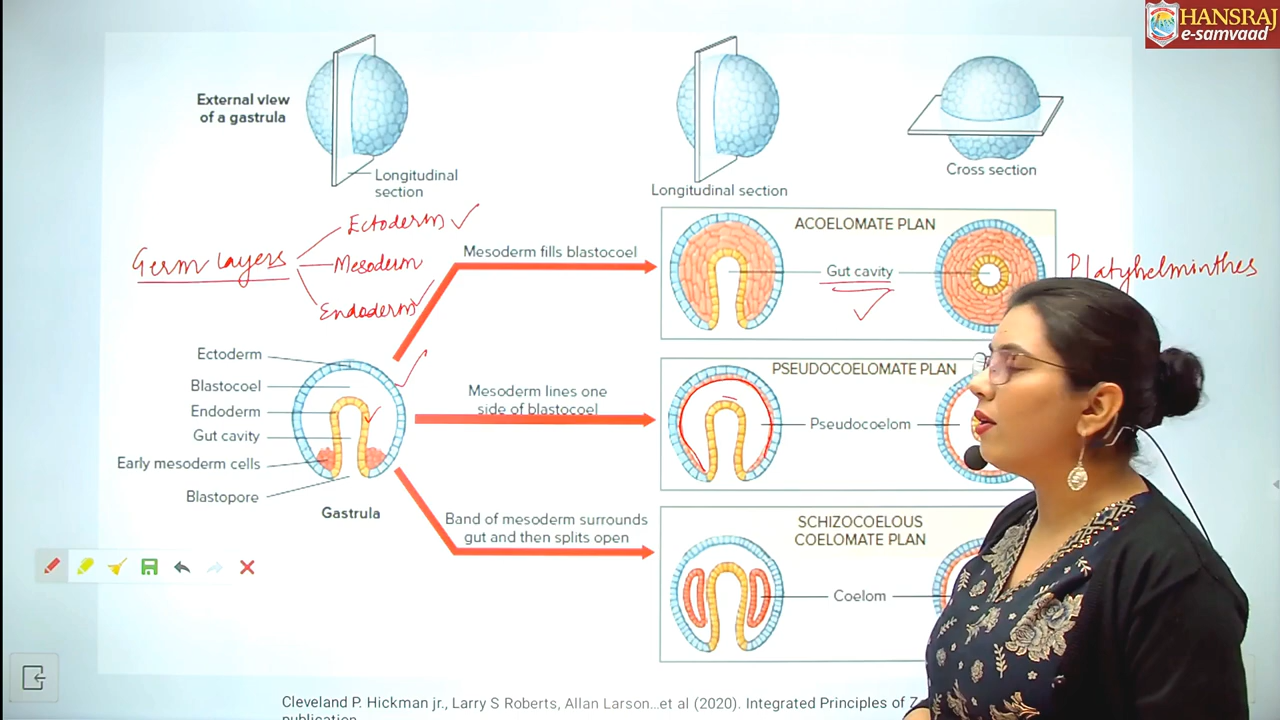 HANSRAJ
e-samvaad
External view
of a gastrula
Longitudinal
section
Longitudinal section
Cross section
Germ layers
Ectoderm
Mesoderm
Endoderm
Mesoderm fills blastocoel
ACOELOMATE PLAN
Gut cavity
Platyhelminthes
Ectoderm
Blastocoel
Endoderm
Gut cavity
Early mesoderm cells
Blastopore
Gastrula
Mesoderm lines one
side of blastocoel
PSEUDOCOELOMATE PLAN
Pseudocoelom
Band of mesoderm surrounds
gut and then splits open
SCHIZOCOELOUS
COELOMATE PLAN
Coelom
Cleveland P. Hickman jr., Larry S Roberts, Allan Larson...et al (2020). Integrated Principles of
publication